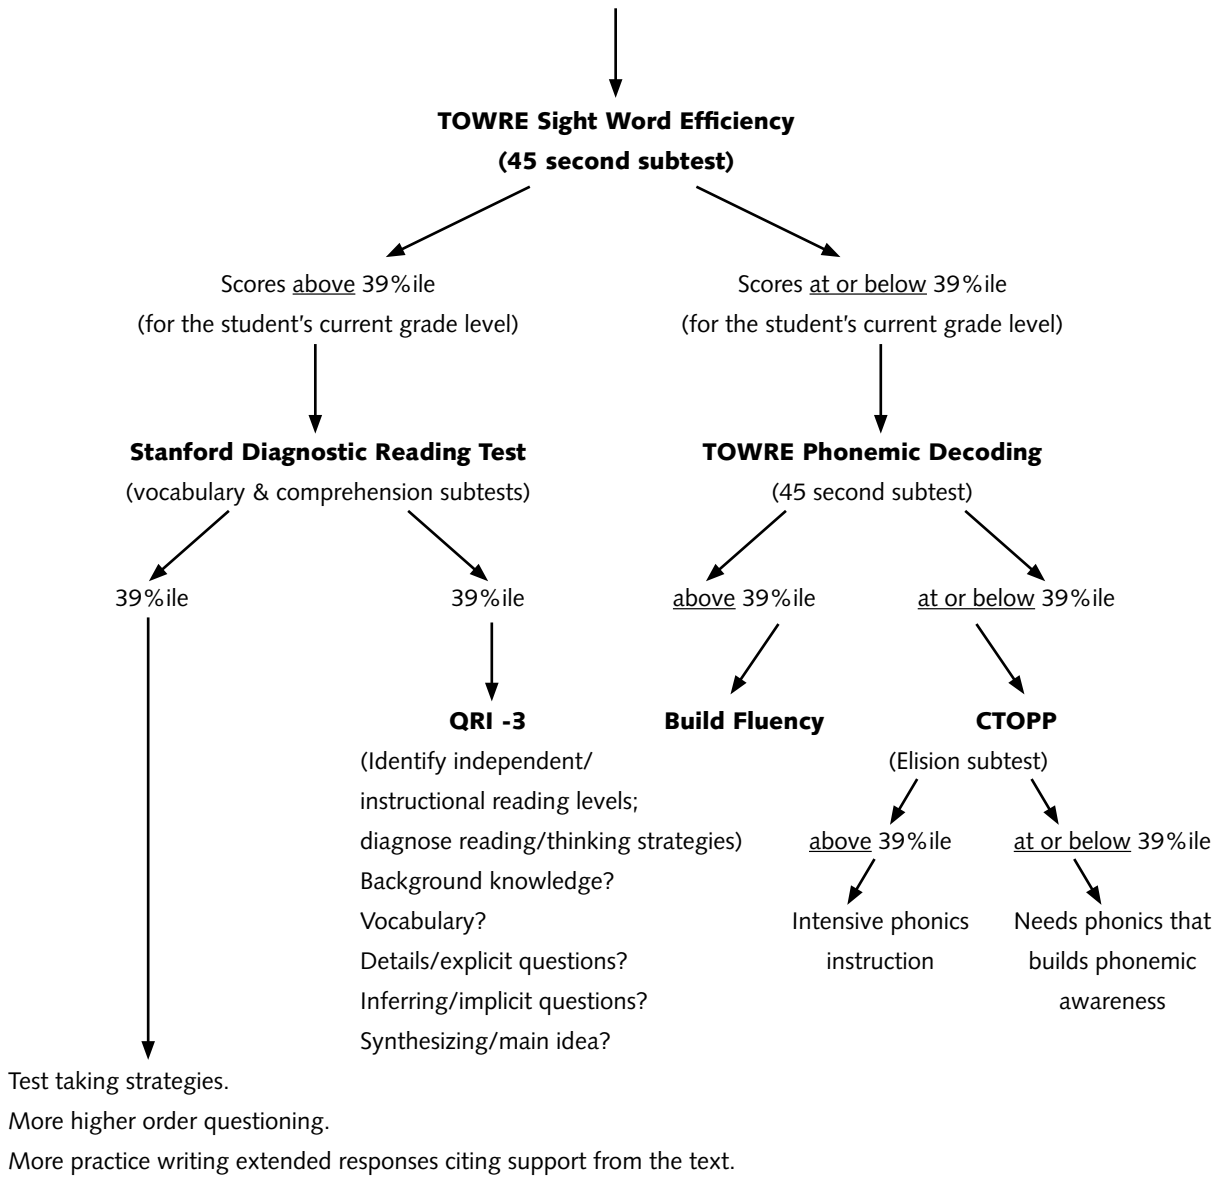 TOWRE Sight Word Efficiency
(45 second subtest)
Scores above 39%ile
(for the student's current grade level)
Scores at or below 39%ile
(for the student's current grade level)
Stanford Diagnostic Reading Test
(vocabulary & comprehension subtests)
TOWRE Phonemic Decoding
(45 second subtest)
39%ile
39%ile
above 39%ile
at or below 39%ile
QRI -3
(Identify independent/
instructional reading levels;
diagnose reading/thinking strategies)
Background knowledge?
Vocabulary?
Details/explicit questions?
Inferring/implicit questions?
Synthesizing/main idea?
Build Fluency
CTOPP
(Elision subtest)
above 39%ile
at or below 39%ile
Intensive phonics
instruction
Needs phonics that
builds phonemic
awareness
Test taking strategies.
More higher order questioning.
More practice writing extended responses citing support from the text.